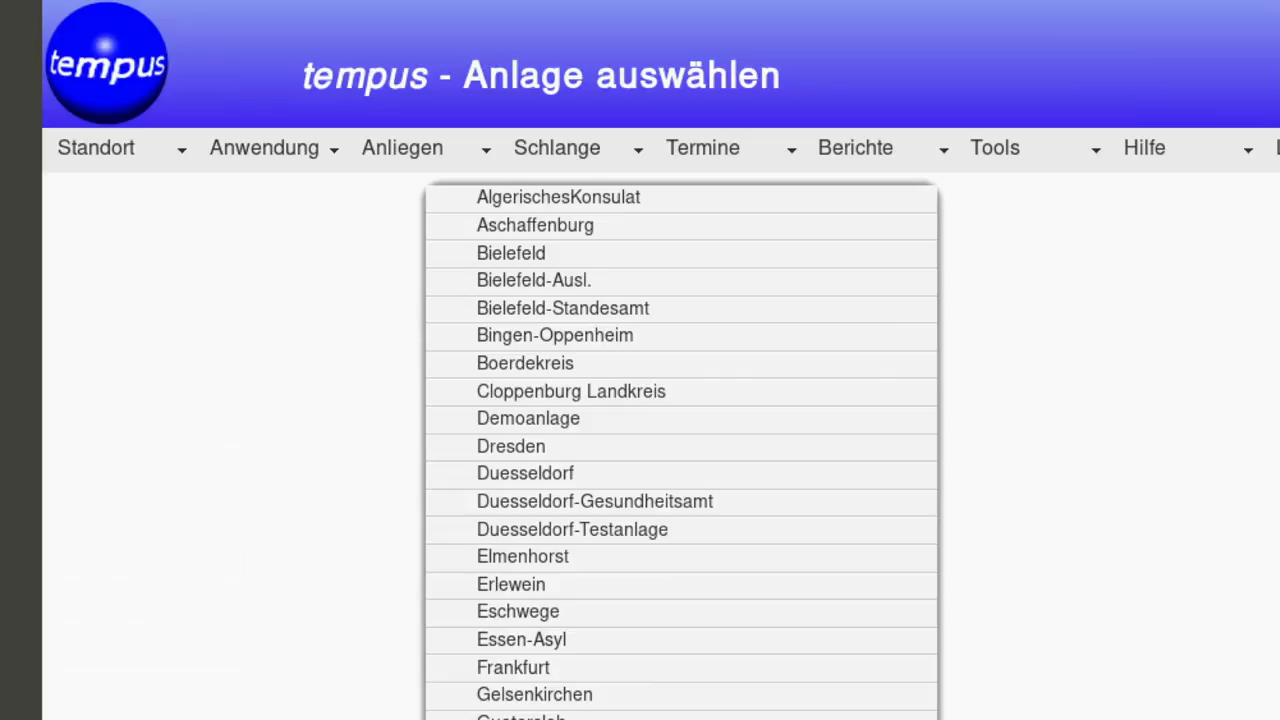 tempus
tempus - Anlage auswählen
Standort Anwendung Anliegen Schlange Termine Berichte Tools Hilfe
AlgerischesKonsulat
Aschaffenburg
Bielefeld
Bielefeld-Ausl.
Bielefeld-Standesamt
Bingen-Oppenheim
Boerdekreis
Cloppenburg Landkreis
Demoanlage
Dresden
Duesseldorf
Duesseldorf-Gesundheitsamt
Duesseldorf-Testanlage
Elmenhorst
Erlewein
Eschwege
Essen-Asyl
Frankfurt
Gelsenkirchen